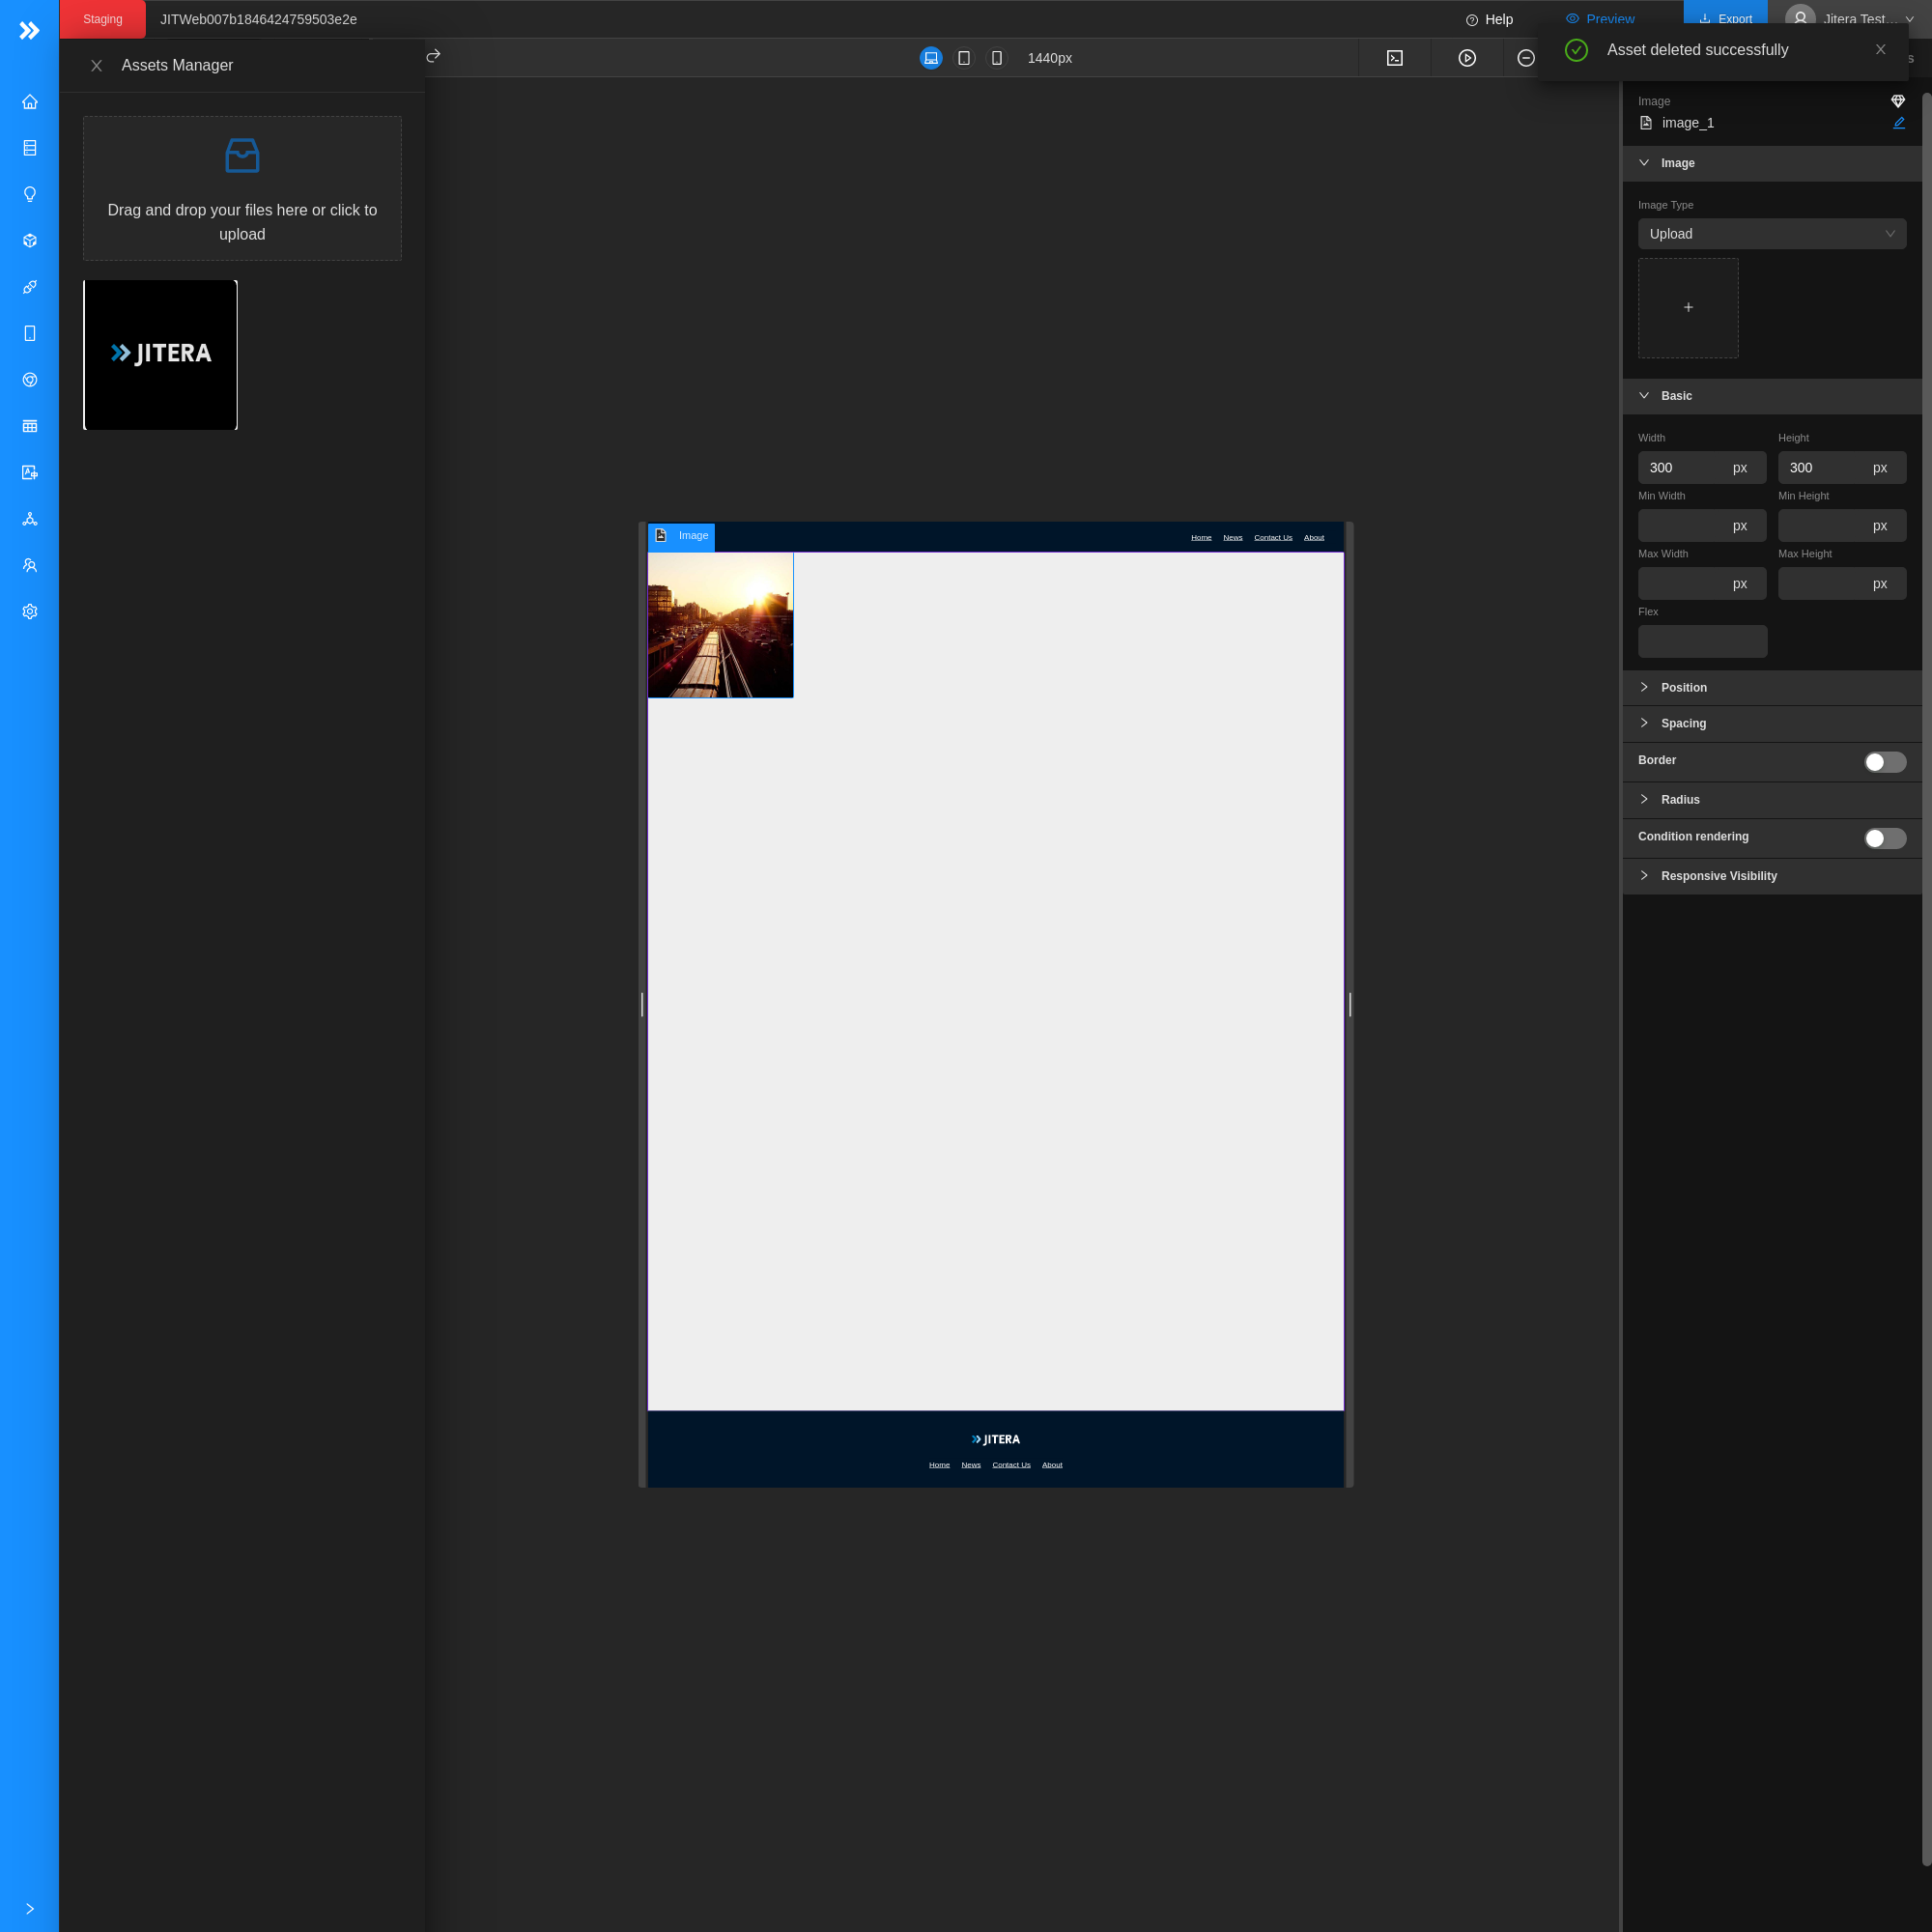 Staging
JITWeb007b1846424759503e2e
Help
Preview
Export
Jitera Test...
Asset deleted successfully
Assets Manager
1440px
Drag and drop your files here or click to
upload
JITERA
Image
Home News Contact Us About
JITERA
Home News Contact Us About
Image
image_1
Image
Image Type
Upload
Basic
Width Height
300 px 300 px
Min Width Min Height
px px
Max Width Max Height
px px
Flex
Position
Spacing
Border
Radius
Condition rendering
Responsive Visibility